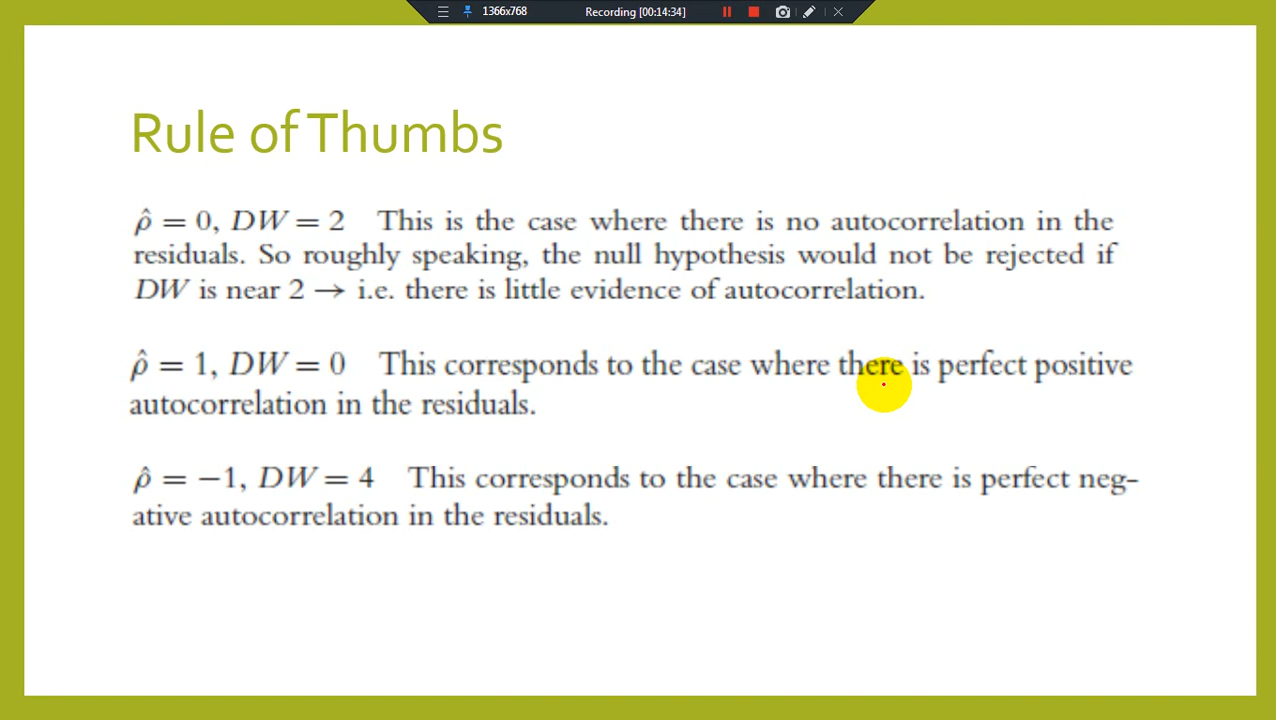 1366x768 Recording [00:14:34]
Rule of Thumbs
ρ̂ = 0, DW = 2 This is the case where there is no autocorrelation in the
residuals. So roughly speaking, the null hypothesis would not be rejected if
DW is near 2 → i.e. there is little evidence of autocorrelation.
ρ̂ = 1, DW = 0 This corresponds to the case where there is perfect positive
autocorrelation in the residuals.
ρ̂ = −1, DW = 4 This corresponds to the case where there is perfect neg-
ative autocorrelation in the residuals.